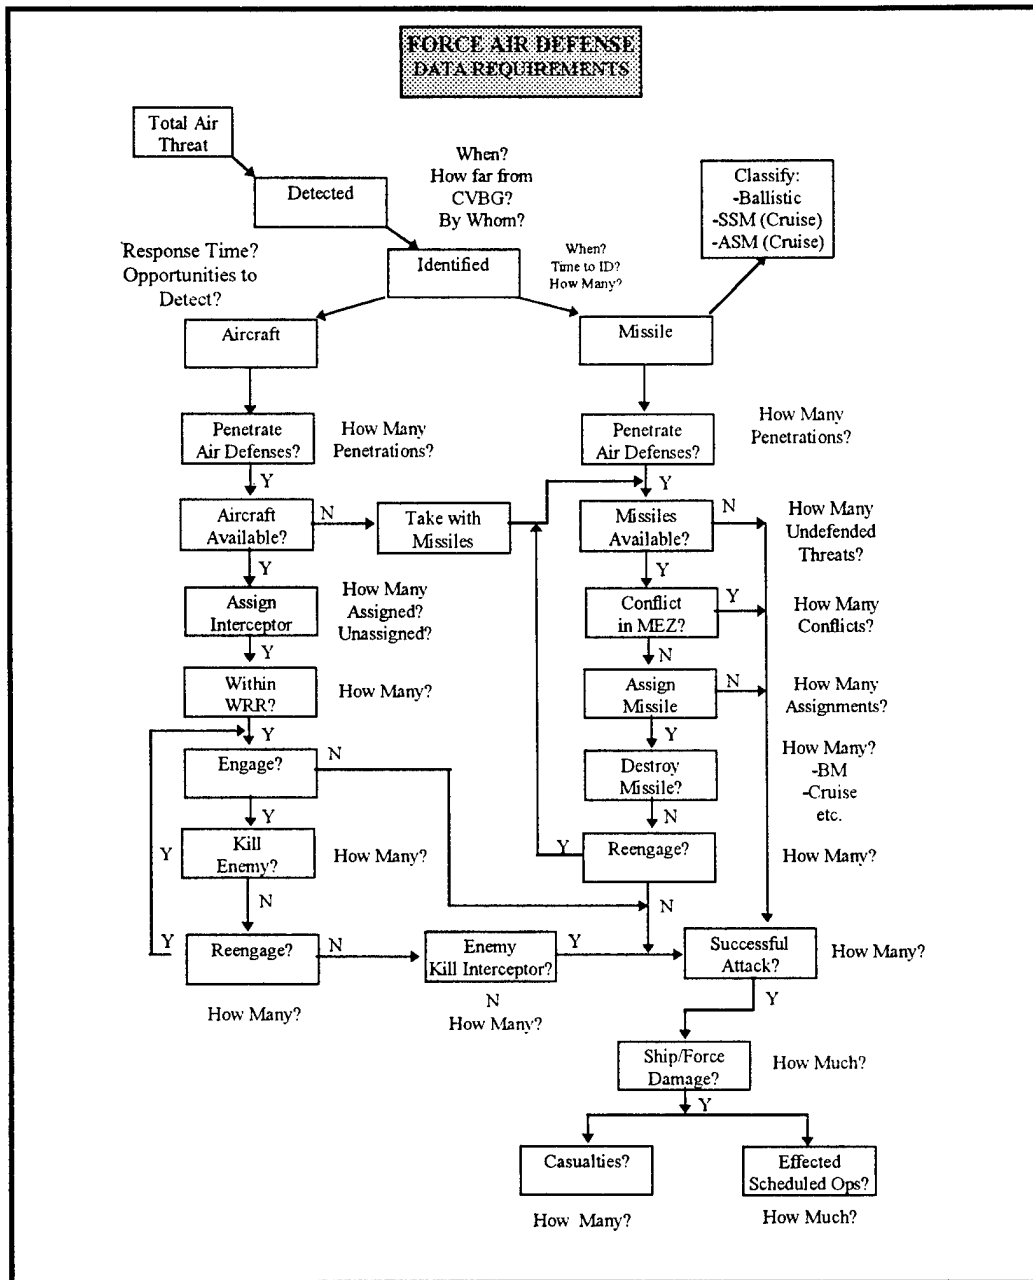 FORCE AIR DEFENSE
DATA REQUIREMENTS
Total Air
Threat
Detected
When?
How far from
CVBG?
By Whom?
Classify:
-Ballistic
-SSM (Cruise)
-ASM (Cruise)
Response Time?
Opportunities to
Detect?
Identified
When?
Time to ID?
How Many?
Aircraft
Missile
Penetrate
Air Defenses?
How Many
Penetrations?
Penetrate
Air Defenses?
How Many
Penetrations?
Y
Y
Aircraft
Available?
N
Take with
Missiles
Missiles
Available?
N
How Many
Undefended
Threats?
Y
Y
Assign
Interceptor
How Many
Assigned?
Unassigned?
Conflict
in MEZ?
Y
How Many
Conflicts?
Y
N
Within
WRR?
How Many?
Assign
Missile
N
How Many
Assignments?
Y
Y
Engage?
N
Destroy
Missile?
How Many?
-BM
-Cruise
etc.
Y
N
Kill
Enemy?
Y
How Many?
Y
Reengage?
How Many?
N
N
Y
Reengage?
N
Enemy
Kill Interceptor?
Y
Successful
Attack?
How Many?
How Many?
N
How Many?
Y
Ship/Force
Damage?
How Much?
Y
Casualties?
Effected
Scheduled Ops?
How Many?
How Much?